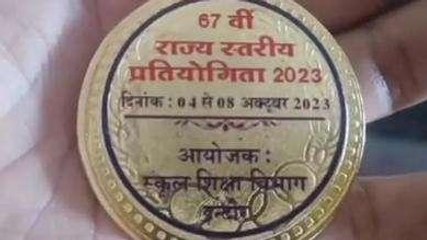 67 वीं
राज्य स्तरीय
प्रतियोगिता 2023
दिनांक : 04 से 08 अक्टूबर 2023
आयोजक :
स्कूल शिक्षा विभाग
इन्दौर